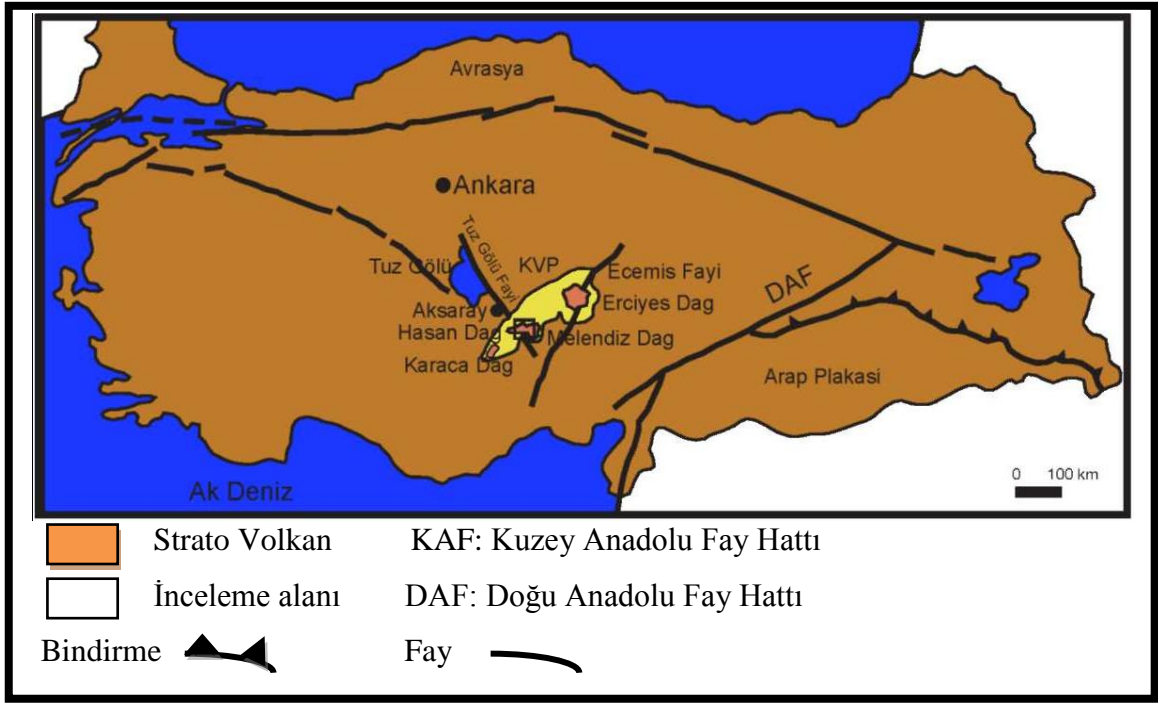 Avrasya
Ankara
Tuz Gölü Fayi
Tuz Gölü
KVP
Ecemis Fayi
DAF
Erciyes Dag
Aksaray
Hasan Dag
Melendiz Dag
Karaca Dag
Arap Plakasi
0 100 km
Ak Deniz
Strato Volkan KAF: Kuzey Anadolu Fay Hattı
İnceleme alanı DAF: Doğu Anadolu Fay Hattı
Bindirme Fay